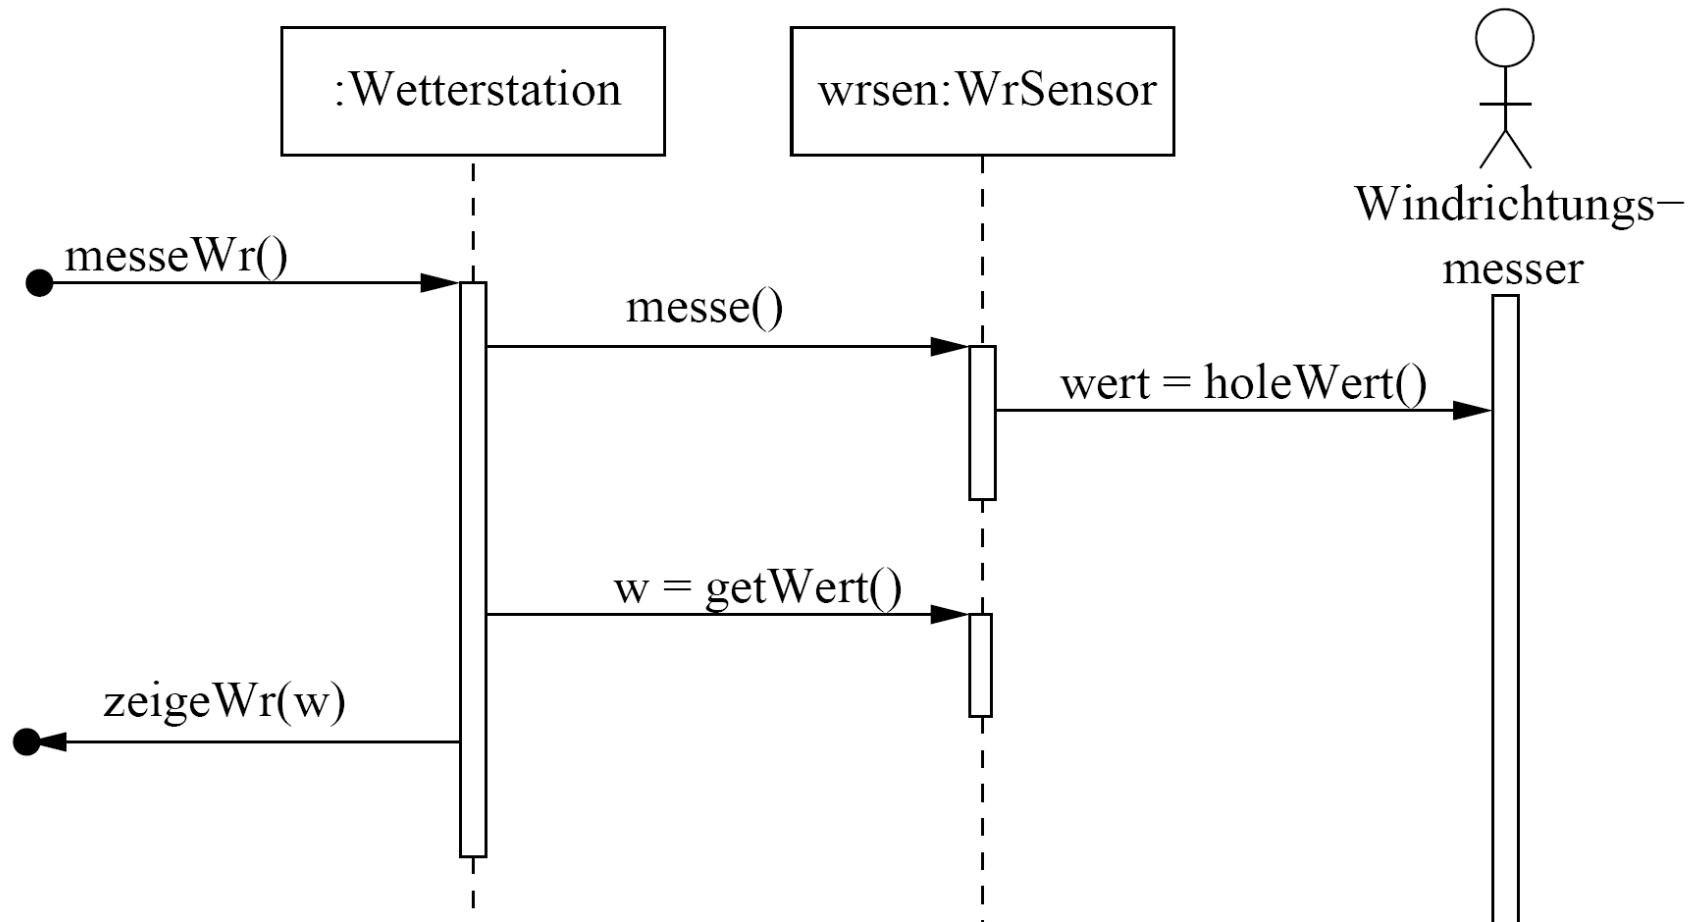 :Wetterstation
wrsen:WrSensor
Windrichtungs–
messer
messeWr()
messe()
wert = holeWert()
w = getWert()
zeigeWr(w)